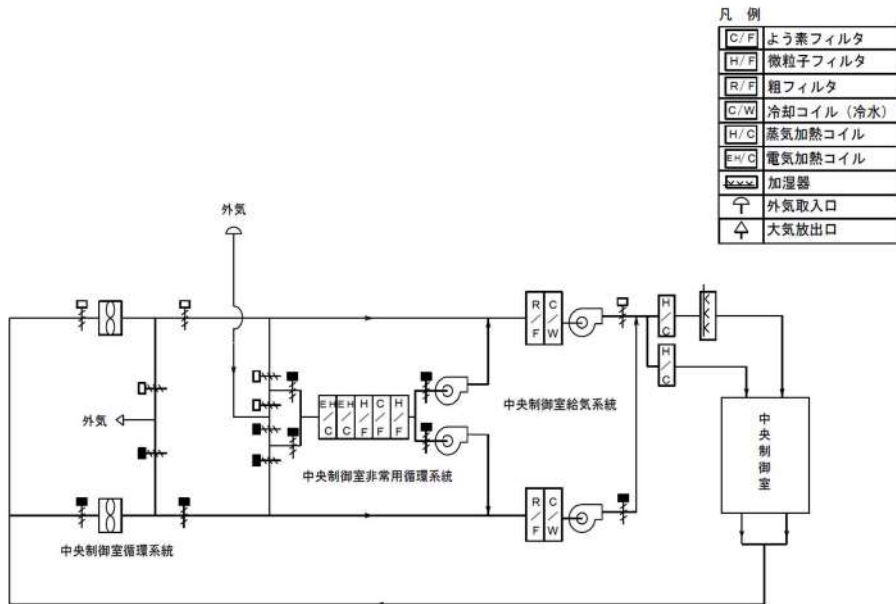 凡 例
C/F よう素フィルタ
H/F 微粒子フィルタ
R/F 粗フィルタ
C/W 冷却コイル (冷水)
H/C 蒸気加熱コイル
EH/C 電気加熱コイル
加湿器
外気取入口
大気放出口
外気
R/F C/W
H/C
H/C
EH/C EH/C H/F C/F H/F
中央制御室給気系統
外気
中央制御室
中央制御室非常用循環系統
R/F C/W
中央制御室循環系統